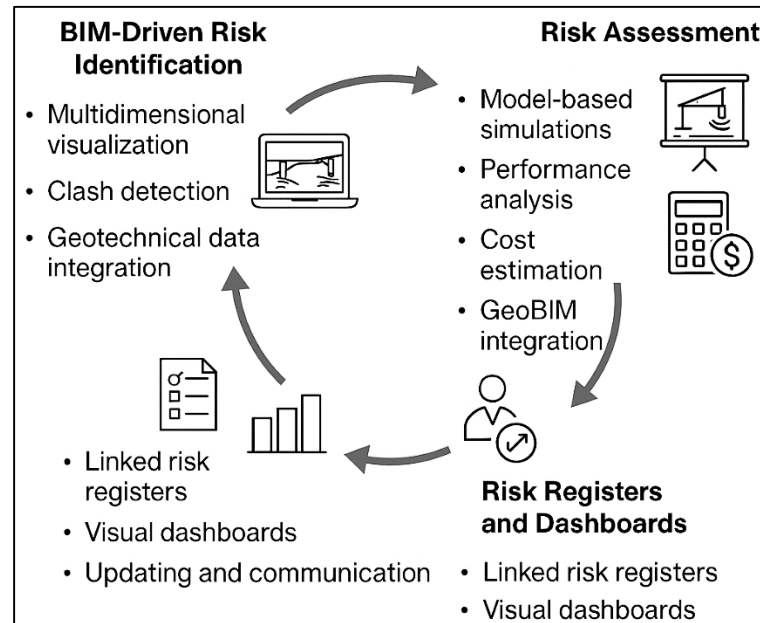 BIM-Driven Risk
Identification
• Multidimensional
visualization
• Clash detection
• Geotechnical data
integration
Risk Assessment
• Model-based
simulations
• Performance
analysis
• Cost
estimation
• GeoBIM
integration
$
Risk Registers
and Dashboards
• Linked risk registers
• Visual dashboards
• Linked risk
registers
• Visual dashboards
• Updating and communication